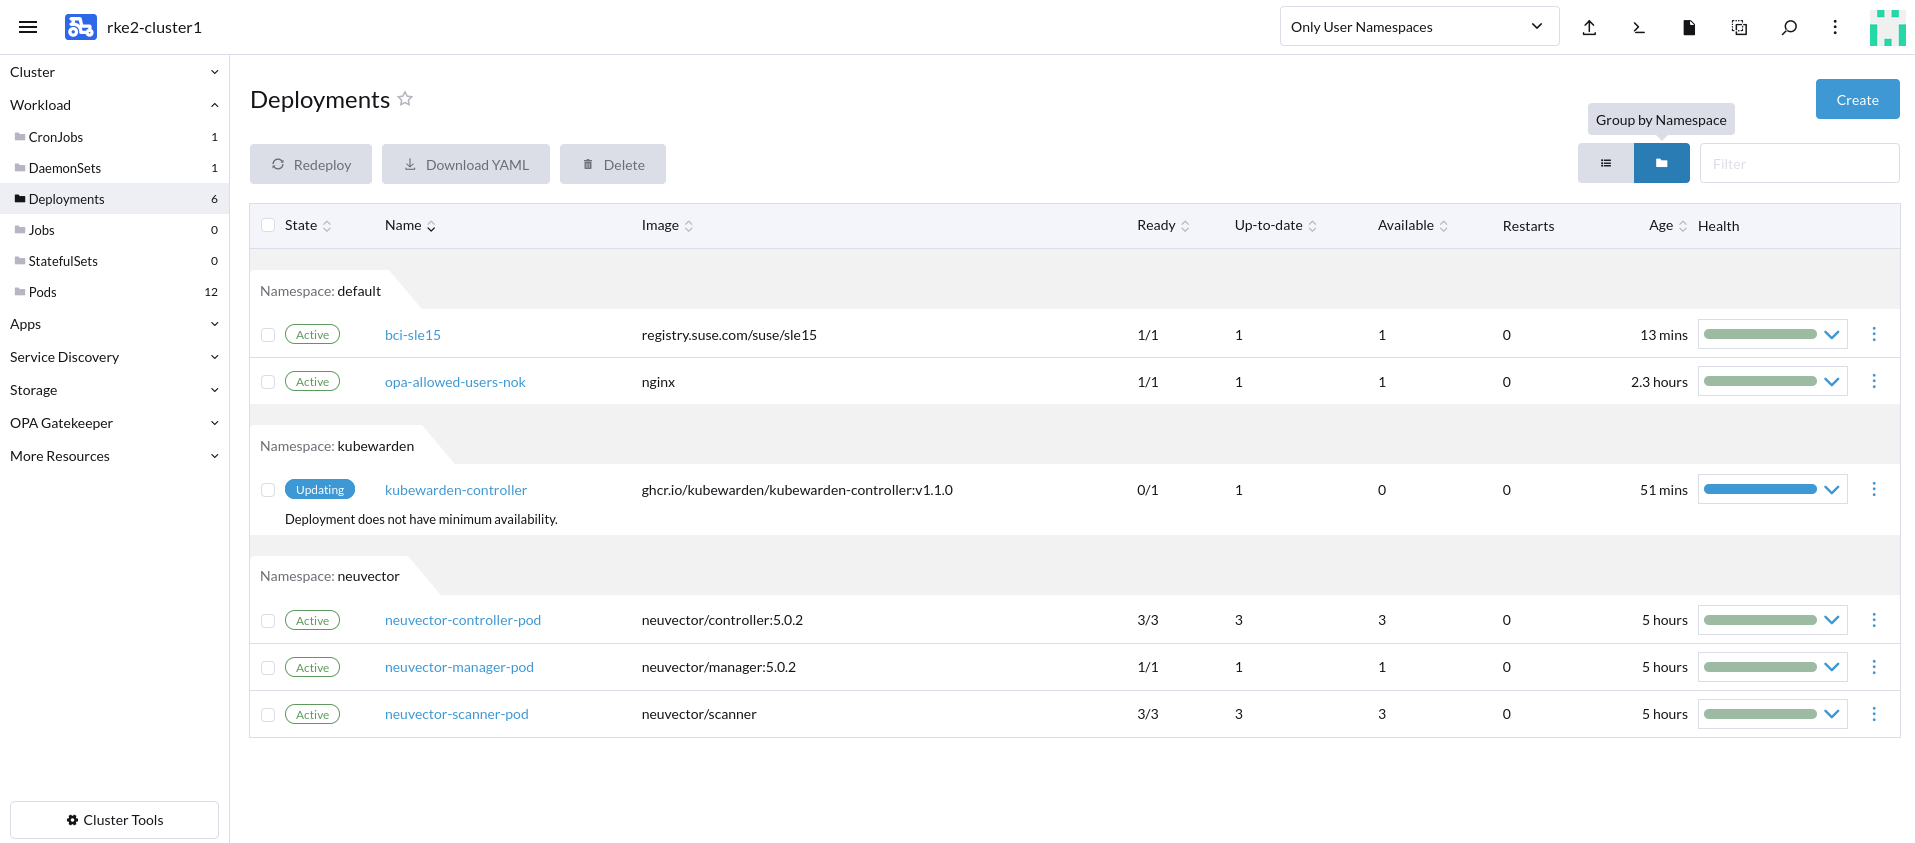 rke2-cluster1
Only User Namespaces
Cluster
Workload
CronJobs 1
DaemonSets 1
Deployments 6
Jobs 0
StatefulSets 0
Pods 12
Apps
Service Discovery
Storage
OPA Gatekeeper
More Resources
Cluster Tools
Deployments
Create
Group by Namespace
Redeploy Download YAML Delete
Filter
State Name Image Ready Up-to-date Available Restarts Age Health
Namespace: default
Active bci-sle15 registry.suse.com/suse/sle15 1/1 1 1 0 13 mins
Active opa-allowed-users-nok nginx 1/1 1 1 0 2.3 hours
Namespace: kubewarden
Updating kubewarden-controller ghcr.io/kubewarden/kubewarden-controller:v1.1.0 0/1 1 0 0 51 mins
Deployment does not have minimum availability.
Namespace: neuvector
Active neuvector-controller-pod neuvector/controller:5.0.2 3/3 3 3 0 5 hours
Active neuvector-manager-pod neuvector/manager:5.0.2 1/1 1 1 0 5 hours
Active neuvector-scanner-pod neuvector/scanner 3/3 3 3 0 5 hours